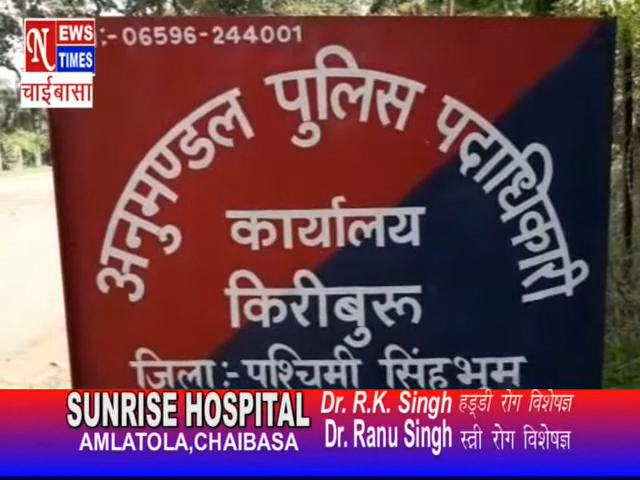 :-06596-244001
NEWS
TIMES
चाईबासा
अनुमण्डल पुलिस पदाधिकारी
कार्यालय
किरीबुरू
जिला:-पश्चिमी सिंहभूम
SUNRISE HOSPITAL
AMLATOLA,CHAIBASA
Dr. R.K. Singh हड्डी रोग विशेषज्ञ
Dr. Ranu Singh स्त्री रोग विशेषज्ञ